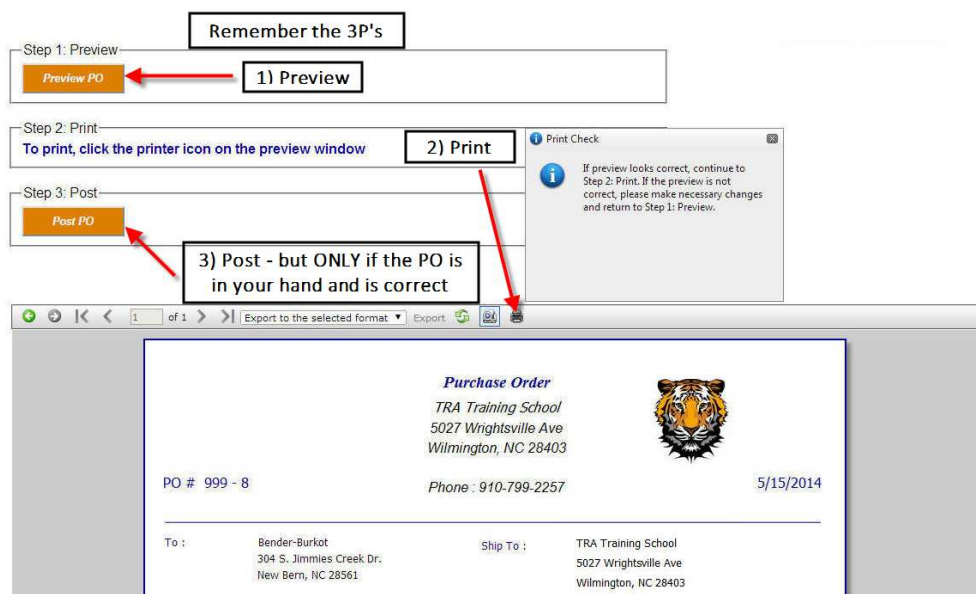 Remember the 3P's
Step 1: Preview
Preview PO
1) Preview
Step 2: Print
To print, click the printer icon on the preview window
2) Print
Print Check
If preview looks correct, continue to
Step 2: Print. If the preview is not
correct, please make necessary changes
and return to Step 1: Preview.
Step 3: Post
Post PO
3) Post - but ONLY if the PO is
in your hand and is correct
1 of 1 Export to the selected format Export
Purchase Order
TRA Training School
5027 Wrightsville Ave
Wilmington, NC 28403
PO # 999 - 8
Phone : 910-799-2257
5/15/2014
To :
Bender-Burkot
304 S. Jimmies Creek Dr.
New Bern, NC 28561
Ship To :
TRA Training School
5027 Wrightsville Ave
Wilmington, NC 28403